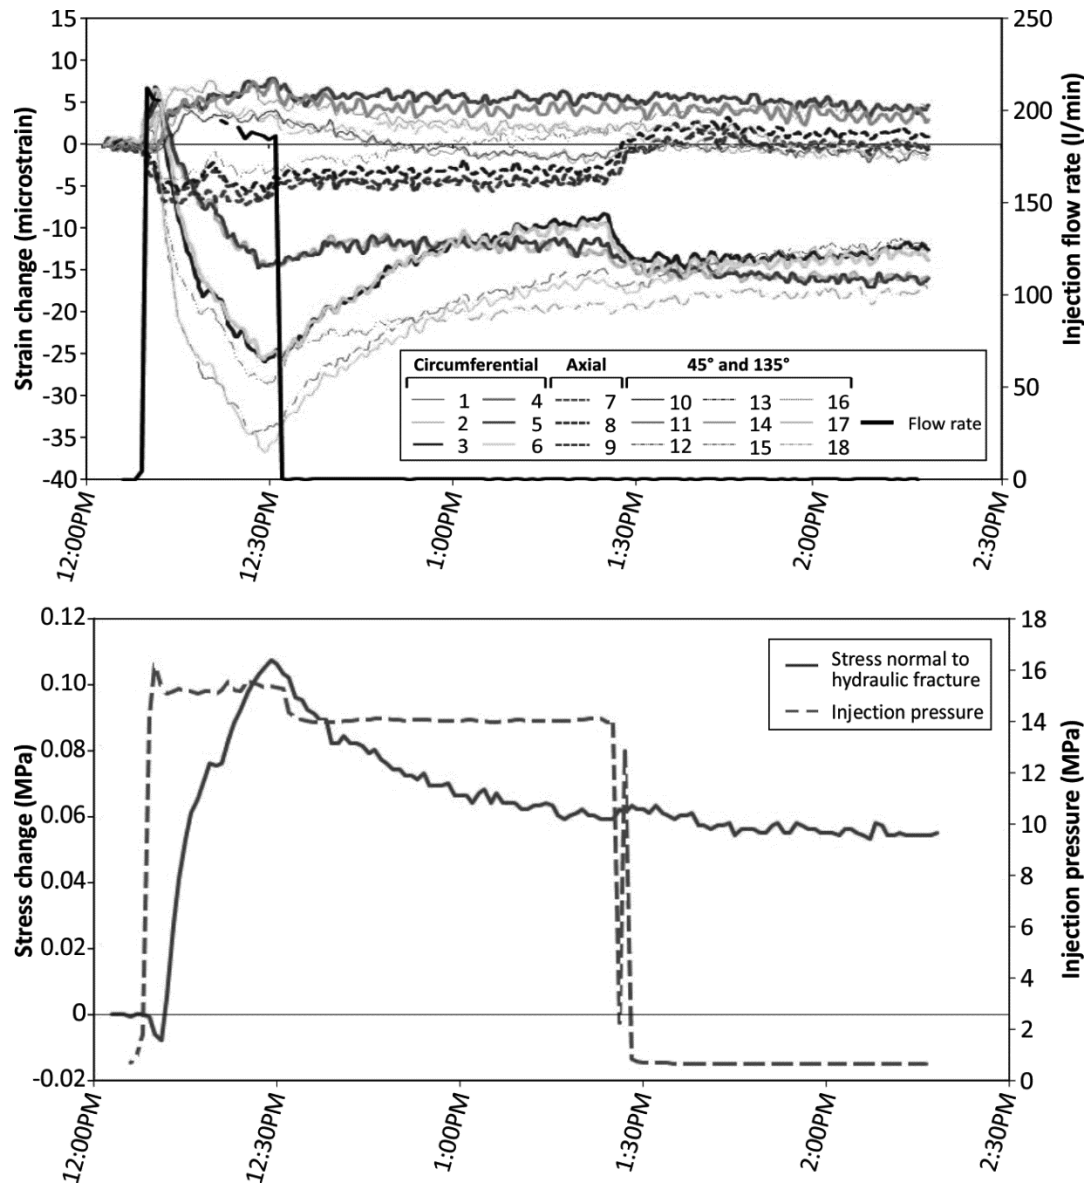 15
10
5
0
-5
-10
-15
-20
-25
-30
-35
-40
Strain change (microstrain)
250
200
150
100
50
0
Injection flow rate (l/min)
Circumferential Axial 45° and 135°
1 4 7 10 13 16
2 5 8 11 14 17 Flow rate
3 6 9 12 15 18
12:00PM 12:30PM 1:00PM 1:30PM 2:00PM 2:30PM
0.12
0.10
0.08
0.06
0.04
0.02
0
-0.02
Stress change (MPa)
18
16
14
12
10
8
6
4
2
0
Injection pressure (MPa)
Stress normal to
hydraulic fracture
Injection pressure
12:00PM 12:30PM 1:00PM 1:30PM 2:00PM 2:30PM